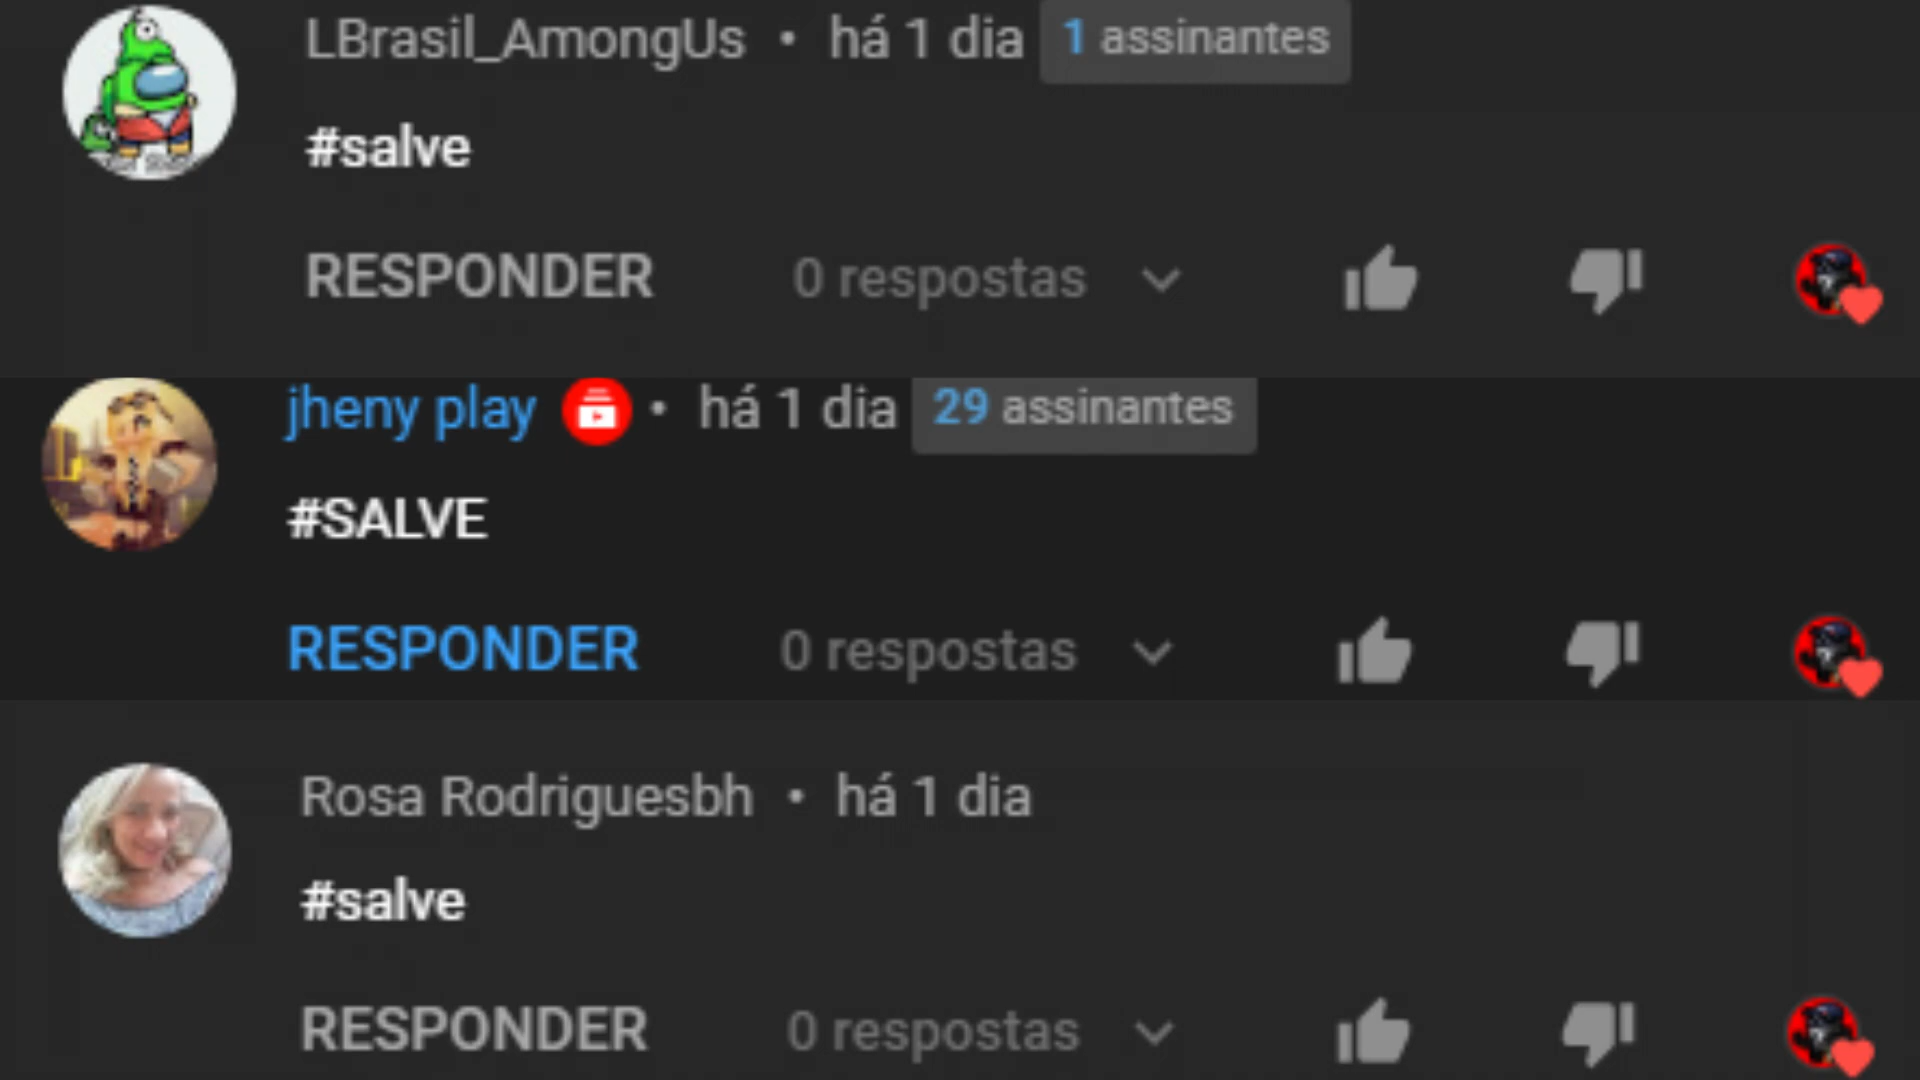 LBrasil_AmongUs • há 1 dia 1 assinantes
#salve
RESPONDER 0 respostas
jheny play • há 1 dia 29 assinantes
#SALVE
RESPONDER 0 respostas
Rosa Rodriguesbh • há 1 dia
#salve
RESPONDER 0 respostas